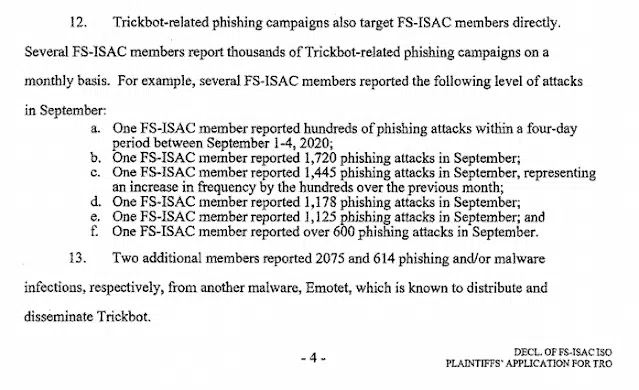 12. Trickbot-related phishing campaigns also target FS-ISAC members directly.
Several FS-ISAC members report thousands of Trickbot-related phishing campaigns on a
monthly basis. For example, several FS-ISAC members reported the following level of attacks
in September:
a. One FS-ISAC member reported hundreds of phishing attacks within a four-day
period between September 1-4, 2020;
b. One FS-ISAC member reported 1,720 phishing attacks in September;
c. One FS-ISAC member reported 1,445 phishing attacks in September, representing
an increase in frequency by the hundreds over the previous month;
d. One FS-ISAC member reported 1,178 phishing attacks in September;
e. One FS-ISAC member reported 1,125 phishing attacks in September; and
f. One FS-ISAC member reported over 600 phishing attacks in September.
13. Two additional members reported 2075 and 614 phishing and/or malware
infections, respectively, from another malware, Emotet, which is known to distribute and
disseminate Trickbot.
- 4 -
DECL. OF FS-ISAC ISO
PLAINTIFFS' APPLICATION FOR TRO